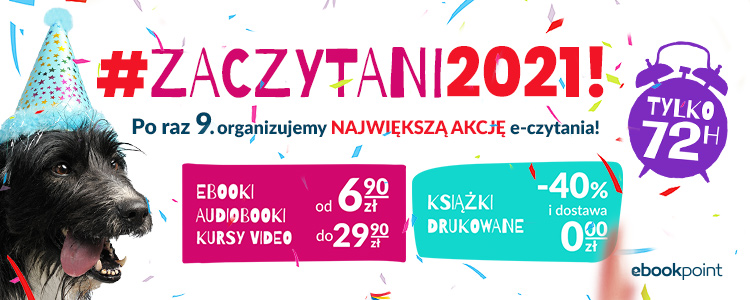 #ZACZYTANI2021!
Po raz 9. organizujemy NAJWIĘKSZĄ AKCJĘ e-czytania!
TYLKO
72H
EBOOKI
AUDIOBOOKI
KURSY VIDEO
od 6,90 zł
do 29,90 zł
KSIĄŻKI
DRUKOWANE
-40%
i dostawa
0,00 zł
ebookpoint